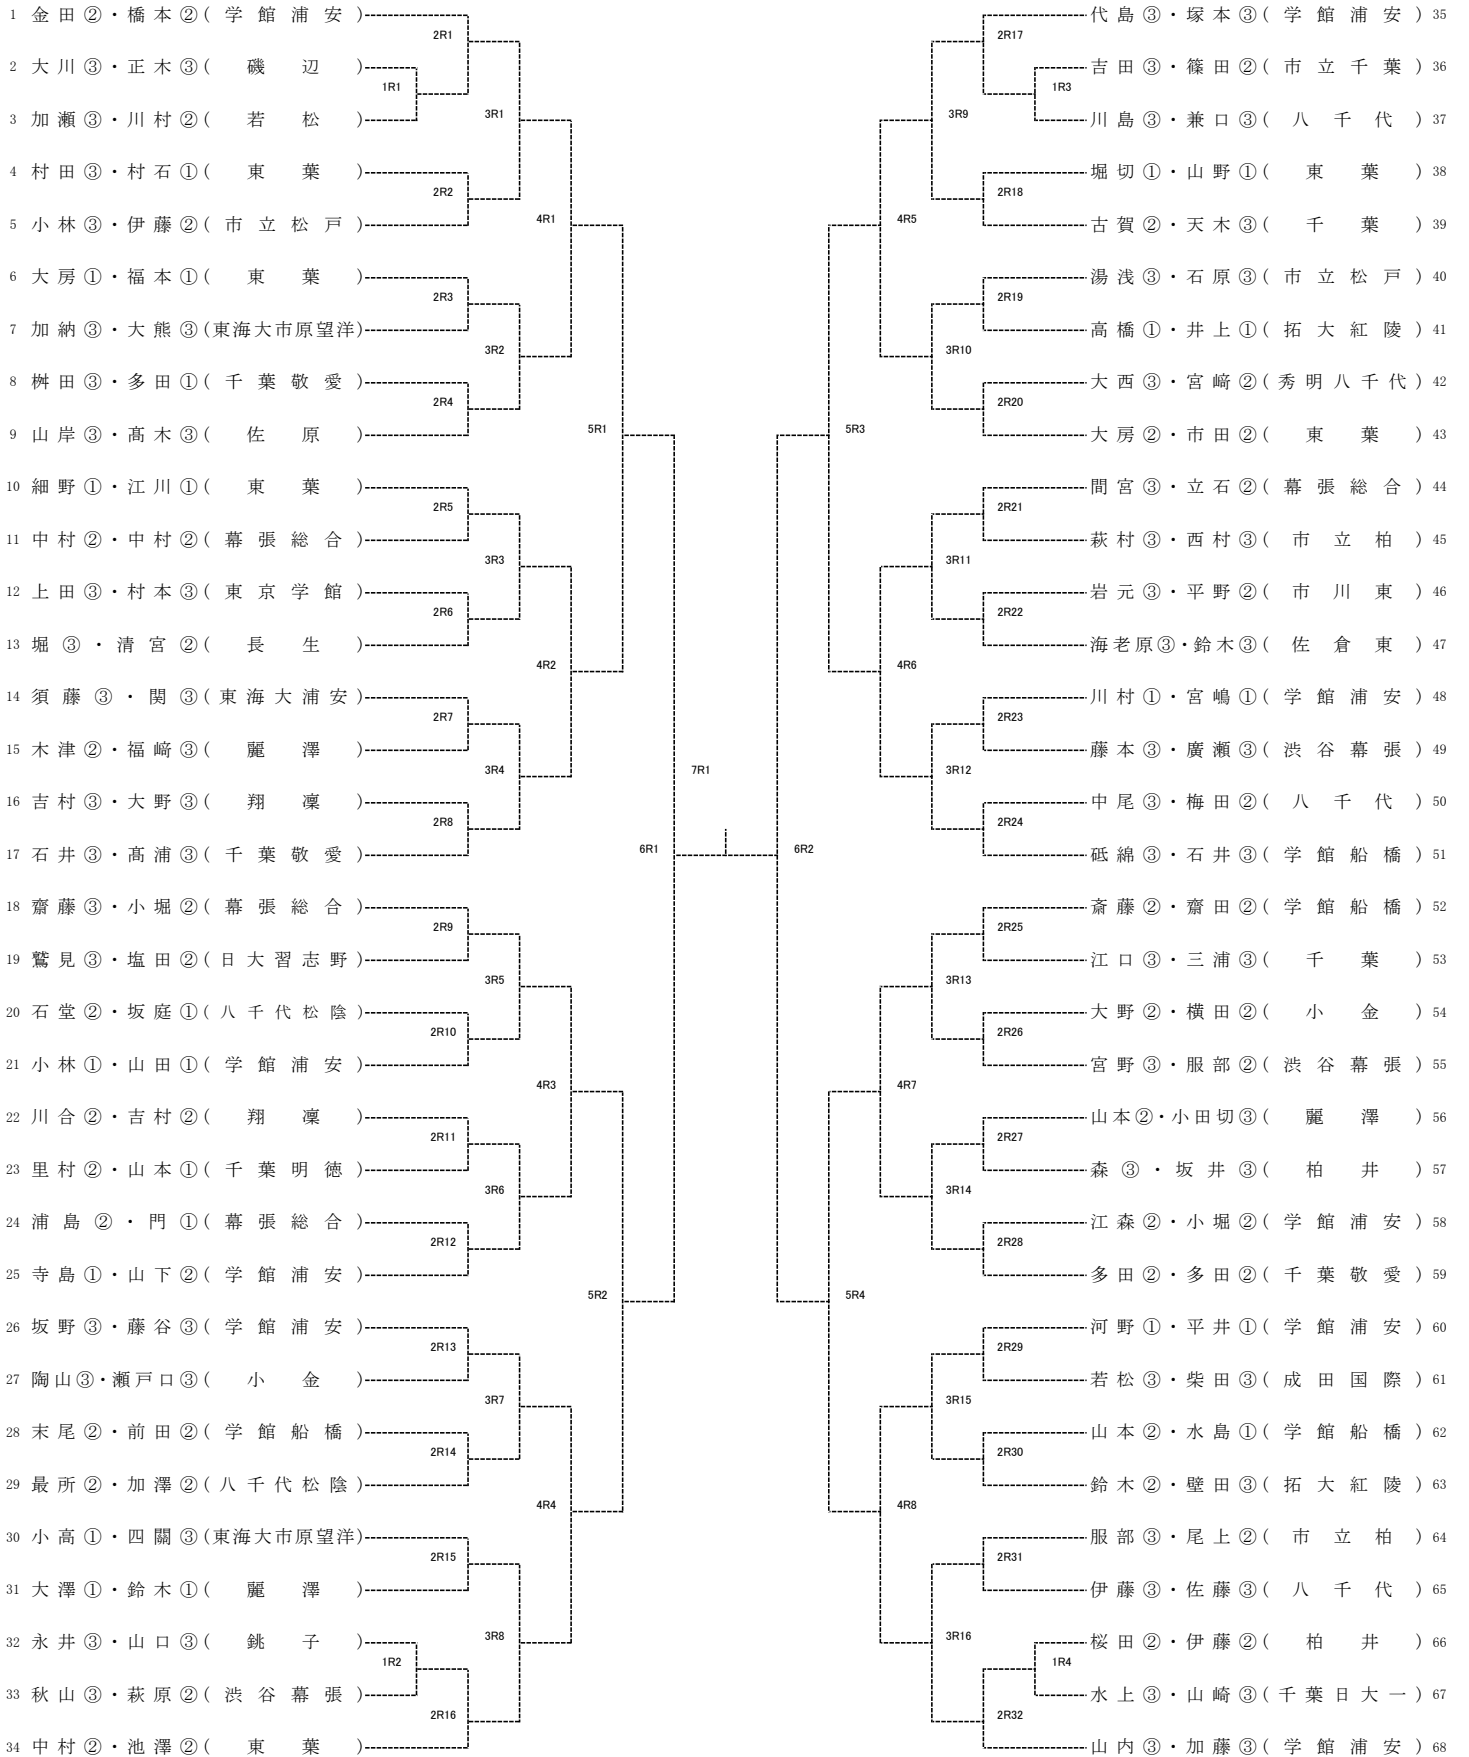 1 金田②・橋本②(学館浦安)
2 大川③・正木③(磯辺)
3 加瀬③・川村②(若松)
4 村田③・村石①(東葉)
5 小林③・伊藤②(市立松戸)
6 大房①・福本①(東葉)
7 加納③・大熊③(東海大市原望洋)
8 桝田③・多田①(千葉敬愛)
9 山岸③・髙木③(佐原)
10 細野①・江川①(東葉)
11 中村②・中村②(幕張総合)
12 上田③・村本③(東京学館)
13 堀③・清宮②(長生)
14 須藤③・関③(東海大浦安)
15 木津②・福﨑③(麗澤)
16 吉村③・大野③(翔凜)
17 石井③・髙浦③(千葉敬愛)
18 齋藤③・小堀②(幕張総合)
19 鷲見③・塩田②(日大習志野)
20 石堂②・坂庭①(八千代松陰)
21 小林①・山田①(学館浦安)
22 川合②・吉村②(翔凜)
23 里村②・山本①(千葉明徳)
24 浦島②・門①(幕張総合)
25 寺島①・山下②(学館浦安)
26 坂野③・藤谷③(学館浦安)
27 陶山③・瀬戸口③(小金)
28 末尾②・前田②(学館船橋)
29 最所②・加澤②(八千代松陰)
30 小高①・四關③(東海大市原望洋)
31 大澤①・鈴木①(麗澤)
32 永井③・山口③(銚子)
33 秋山③・萩原②(渋谷幕張)
34 中村②・池澤②(東葉)
1R1
1R2
2R1
2R2
2R3
2R4
2R5
2R6
2R7
2R8
2R9
2R10
2R11
2R12
2R13
2R14
2R15
2R16
3R1
3R2
3R3
3R4
3R5
3R6
3R7
3R8
4R1
4R2
4R3
4R4
5R1
5R2
6R1
7R1
6R2
5R3
5R4
4R5
4R6
4R7
4R8
3R9
3R10
3R11
3R12
3R13
3R14
3R15
3R16
2R17
2R18
2R19
2R20
2R21
2R22
2R23
2R24
2R25
2R26
2R27
2R28
2R29
2R30
2R31
2R32
1R3
1R4
代島③・塚本③(学館浦安) 35
吉田③・篠田②(市立千葉) 36
川島③・兼口③(八千代) 37
堀切①・山野①(東葉) 38
古賀②・天木③(千葉) 39
湯浅③・石原③(市立松戸) 40
高橋①・井上①(拓大紅陵) 41
大西③・宮﨑②(秀明八千代) 42
大房②・市田②(東葉) 43
間宮③・立石②(幕張総合) 44
萩村③・西村③(市立柏) 45
岩元③・平野②(市川東) 46
海老原③・鈴木③(佐倉東) 47
川村①・宮嶋①(学館浦安) 48
藤本③・廣瀬③(渋谷幕張) 49
中尾③・梅田②(八千代) 50
砥綿③・石井③(学館船橋) 51
斎藤②・齋田②(学館船橋) 52
江口③・三浦③(千葉) 53
大野②・横田②(小金) 54
宮野③・服部②(渋谷幕張) 55
山本②・小田切③(麗澤) 56
森③・坂井③(柏井) 57
江森②・小堀②(学館浦安) 58
多田②・多田②(千葉敬愛) 59
河野①・平井①(学館浦安) 60
若松③・柴田③(成田国際) 61
山本②・水島①(学館船橋) 62
鈴木②・壁田③(拓大紅陵) 63
服部③・尾上②(市立柏) 64
伊藤③・佐藤③(八千代) 65
桜田②・伊藤②(柏井) 66
水上③・山崎③(千葉日大一) 67
山内③・加藤③(学館浦安) 68